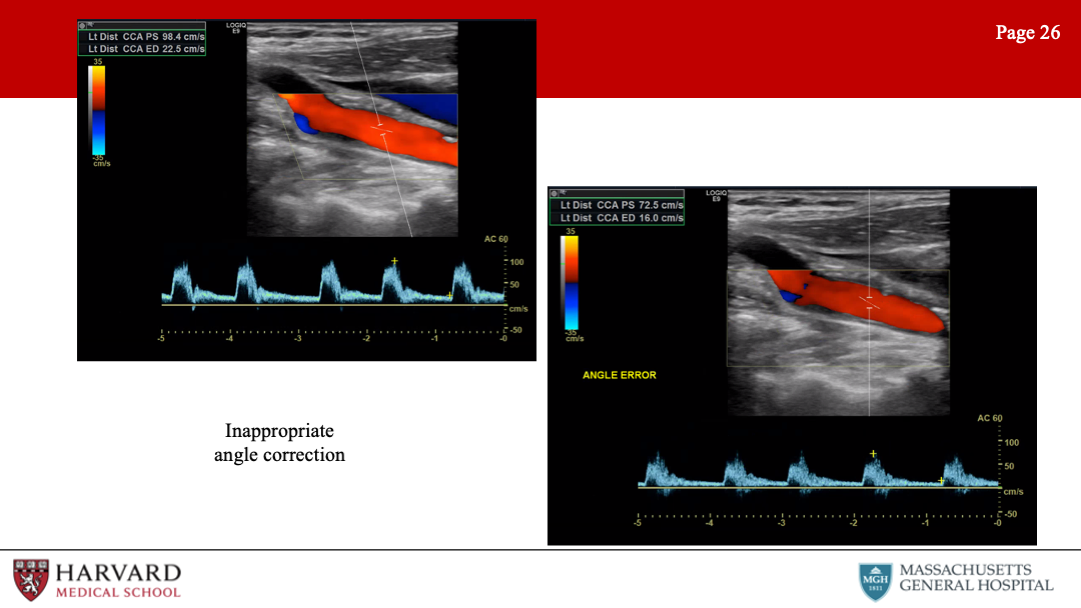 Page 26
LOGIQ
E9
Lt Dist CCA PS 98.4 cm/s
Lt Dist CCA ED 22.5 cm/s
35
-35
cm/s
AC 60
100
50
cm/s
-50
-5 -4 -3 -2 -1 -0
LOGIQ
E9
Lt Dist CCA PS 72.5 cm/s
Lt Dist CCA ED 16.0 cm/s
35
-35
cm/s
ANGLE ERROR
AC 60
100
50
cm/s
-50
-5 -4 -3 -2 -1 -0
Inappropriate
angle correction
HARVARD
MEDICAL SCHOOL
MGH
1811
MASSACHUSETTS
GENERAL HOSPITAL